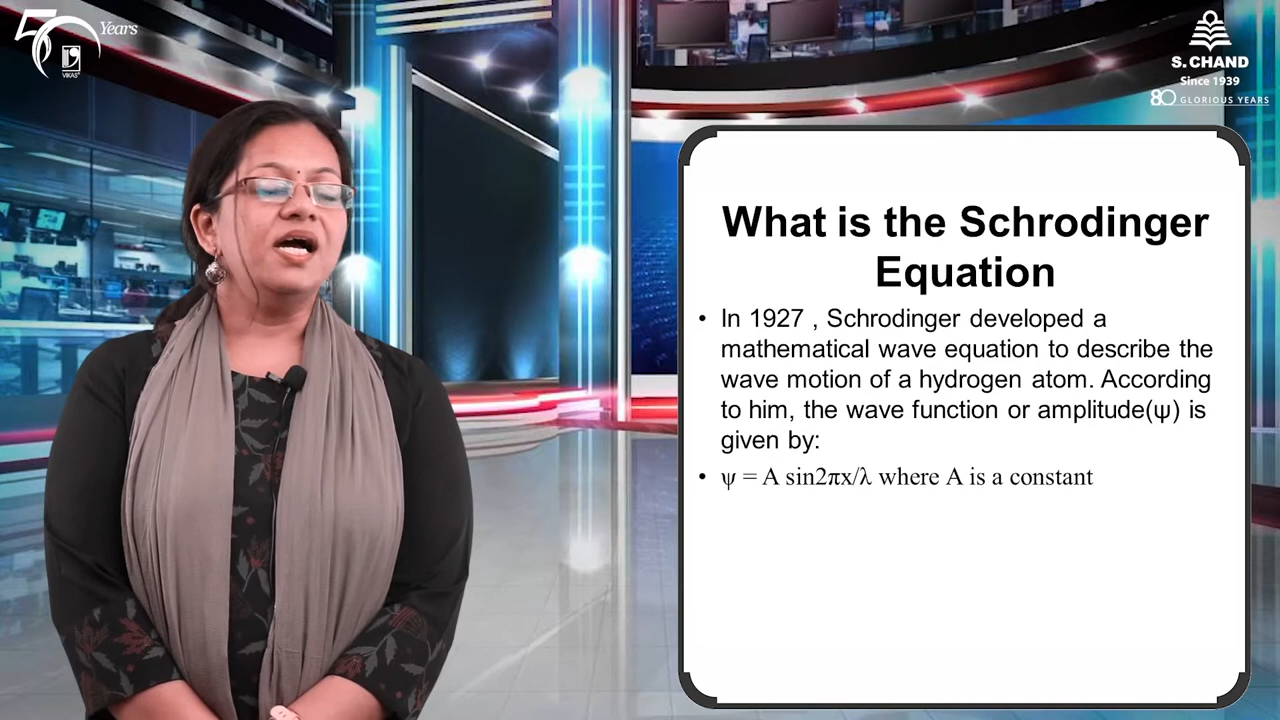 50 Years
VIKAS
S. CHAND
Since 1939
80 GLORIOUS YEARS
What is the Schrodinger
Equation
• In 1927 , Schrodinger developed a
mathematical wave equation to describe the
wave motion of a hydrogen atom. According
to him, the wave function or amplitude(ψ) is
given by:
• ψ = A sin2πx/λ where A is a constant